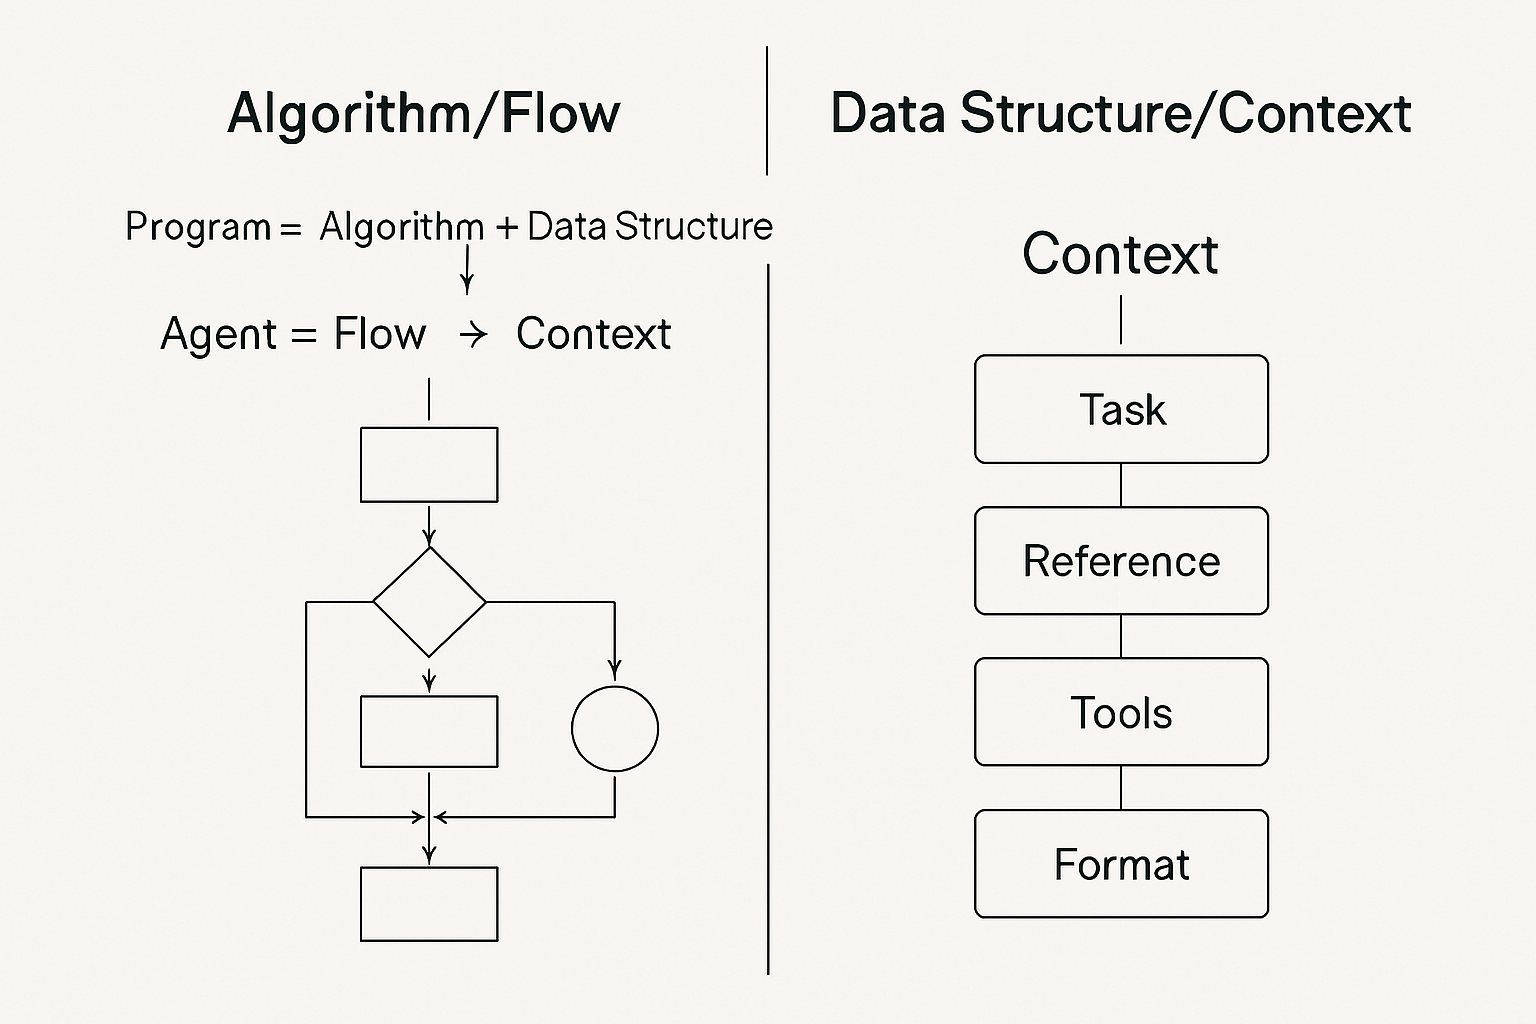 Algorithm/Flow
Program = Algorithm + Data Structure
Agent = Flow → Context
Data Structure/Context
Context
Task
Reference
Tools
Format